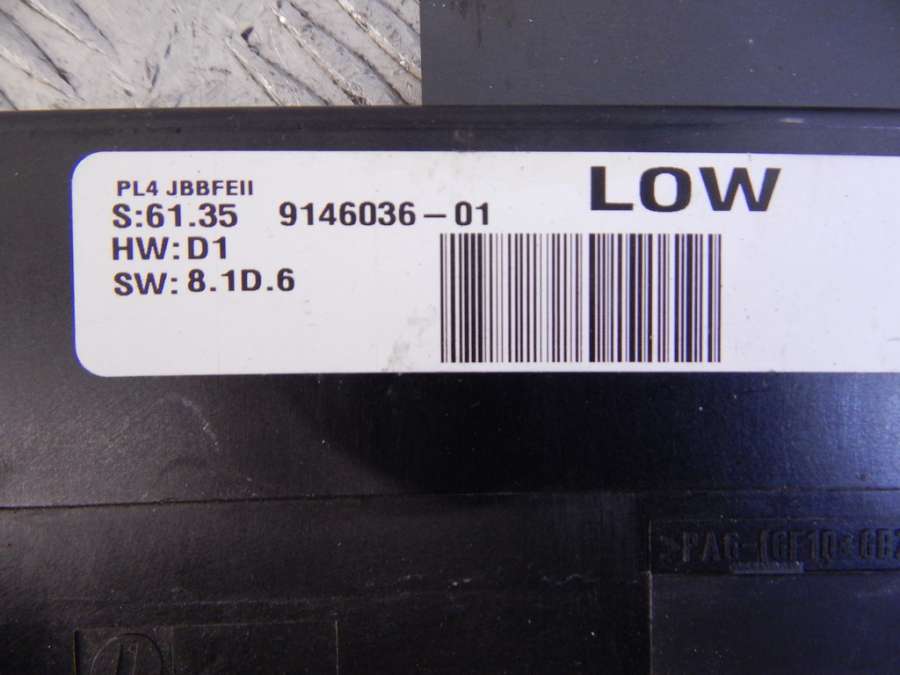 PL4 JBBFEII
LOW
S:61.35 9146036-01
HW:D1
SW: 8.1D.6